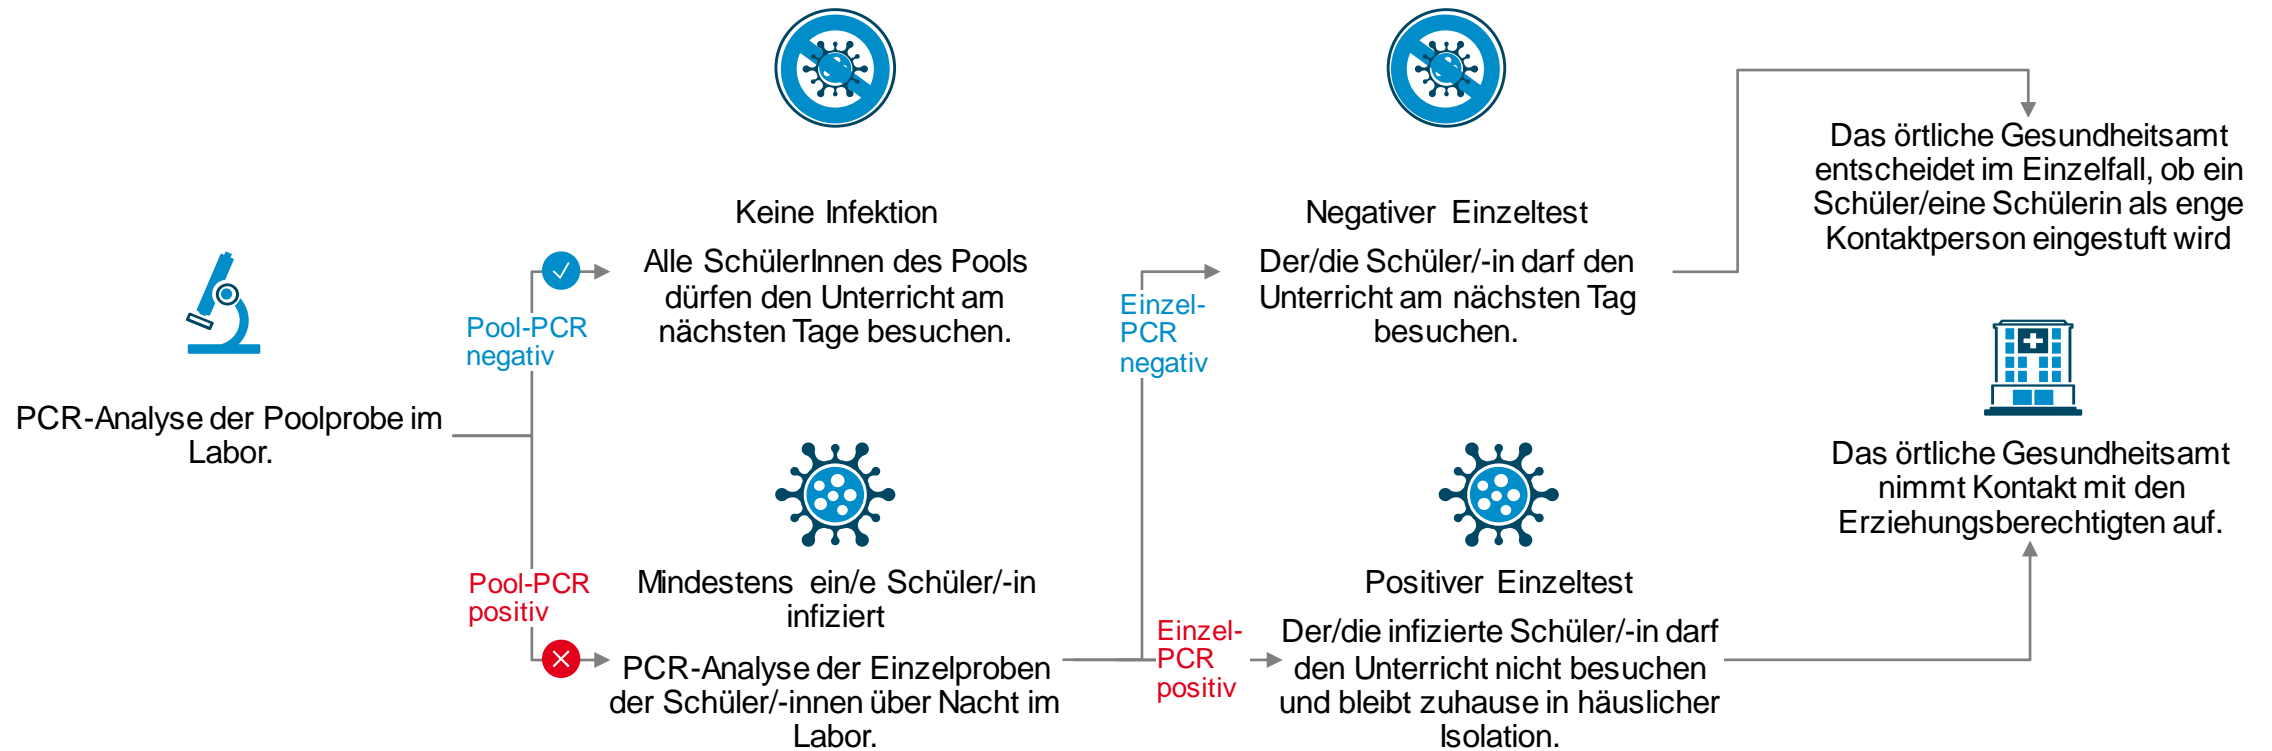 PCR-Analyse der Poolprobe im
Labor.
Pool-PCR
negativ
Keine Infektion
Alle SchülerInnen des Pools
dürfen den Unterricht am
nächsten Tage besuchen.
Pool-PCR
positiv
Mindestens ein/e Schüler/-in
infiziert
PCR-Analyse der Einzelproben
der Schüler/-innen über Nacht im
Labor.
Einzel-
PCR
negativ
Negativer Einzeltest
Der/die Schüler/-in darf den
Unterricht am nächsten Tag
besuchen.
Einzel-
PCR
positiv
Positiver Einzeltest
Der/die infizierte Schüler/-in darf
den Unterricht nicht besuchen
und bleibt zuhause in häuslicher
Isolation.
Das örtliche Gesundheitsamt
entscheidet im Einzelfall, ob ein
Schüler/eine Schülerin als enge
Kontaktperson eingestuft wird
Das örtliche Gesundheitsamt
nimmt Kontakt mit den
Erziehungsberechtigten auf.